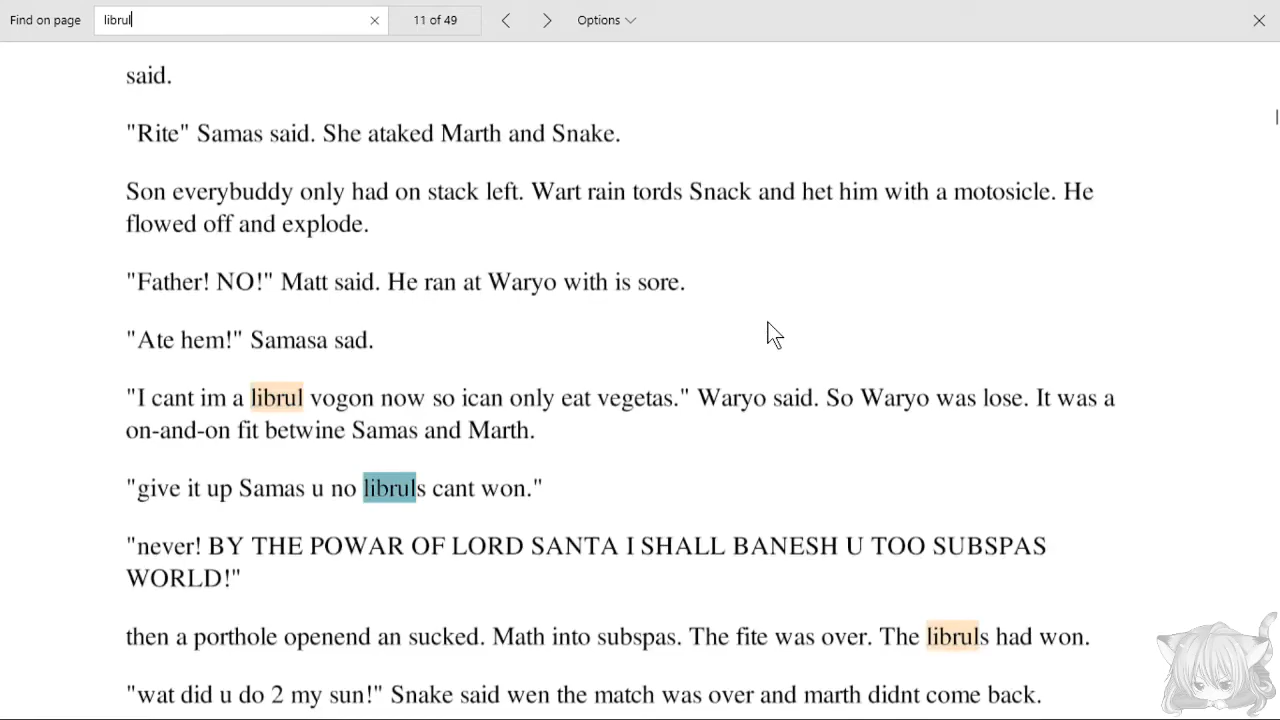 Find on page librul 11 of 49 Options
said.
"Rite" Samas said. She ataked Marth and Snake.
Son everybuddy only had on stack left. Wart rain tords Snack and het him with a motosicle. He
flowed off and explode.
"Father! NO!" Matt said. He ran at Waryo with is sore.
"Ate hem!" Samasa sad.
"I cant im a librul vogon now so ican only eat vegetas." Waryo said. So Waryo was lose. It was a
on-and-on fit betwine Samas and Marth.
"give it up Samas u no libruls cant won."
"never! BY THE POWAR OF LORD SANTA I SHALL BANESH U TOO SUBSPAS
WORLD!"
then a porthole openend an sucked. Math into subspas. The fite was over. The libruls had won.
"wat did u do 2 my sun!" Snake said wen the match was over and marth didnt come back.